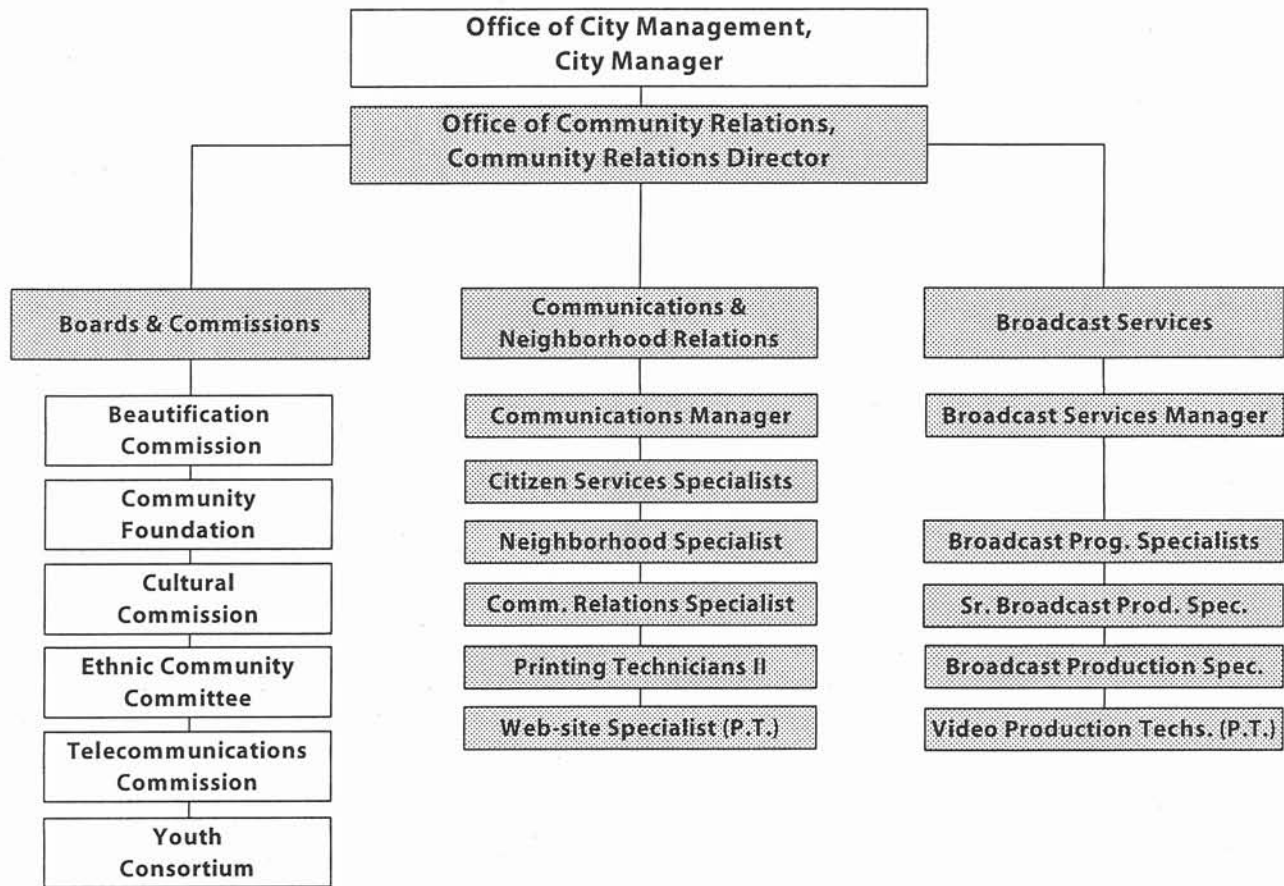 Office of City Management,
City Manager
Office of Community Relations,
Community Relations Director
Boards & Commissions
Beautification
Commission
Community
Foundation
Cultural
Commission
Ethnic Community
Committee
Telecommunications
Commission
Youth
Consortium
Communications &
Neighborhood Relations
Communications Manager
Citizen Services Specialists
Neighborhood Specialist
Comm. Relations Specialist
Printing Technicians II
Web-site Specialist (P.T.)
Broadcast Services
Broadcast Services Manager
Broadcast Prog. Specialists
Sr. Broadcast Prod. Spec.
Broadcast Production Spec.
Video Production Techs. (P.T.)